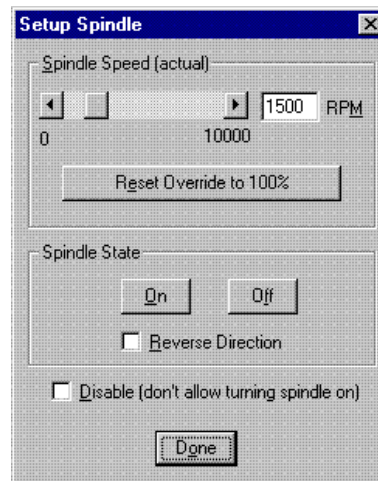 Setup Spindle
Spindle Speed (actual)
1500 RPM
0 10000
Reset Override to 100%
Spindle State
On Off
Reverse Direction
Disable (don't allow turning spindle on)
Done